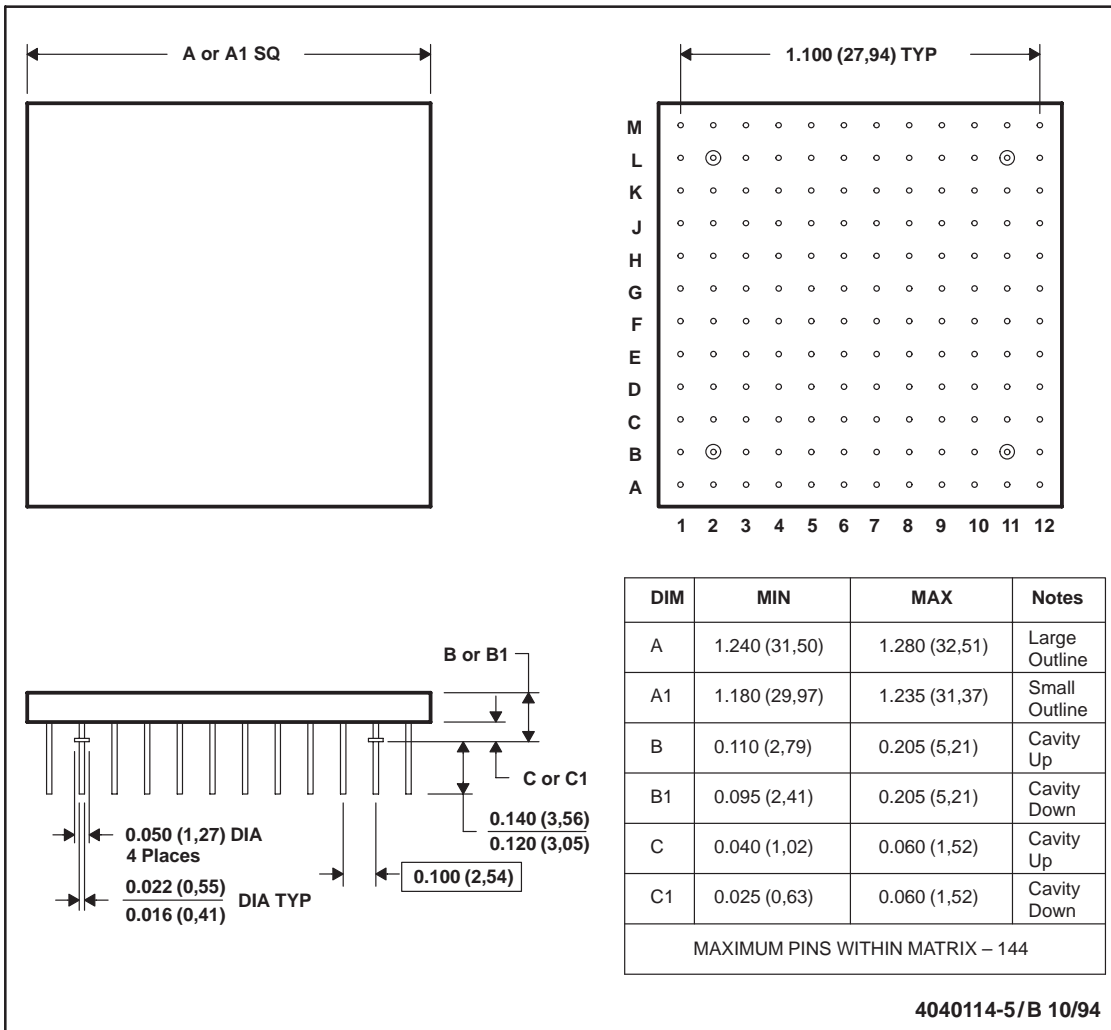 A or A1 SQ
1.100 (27,94) TYP
M
L
K
J
H
G
F
E
D
C
B
A
1 2 3 4 5 6 7 8 9 10 11 12
B or B1
C or C1
0.140 (3,56)
0.120 (3,05)
0.050 (1,27) DIA
4 Places
0.022 (0,55)
0.016 (0,41)
DIA TYP
0.100 (2,54)
DIM MIN MAX Notes
A 1.240 (31,50) 1.280 (32,51) Large
Outline
A1 1.180 (29,97) 1.235 (31,37) Small
Outline
B 0.110 (2,79) 0.205 (5,21) Cavity
Up
B1 0.095 (2,41) 0.205 (5,21) Cavity
Down
C 0.040 (1,02) 0.060 (1,52) Cavity
Up
C1 0.025 (0,63) 0.060 (1,52) Cavity
Down
MAXIMUM PINS WITHIN MATRIX – 144
4040114-5/B 10/94